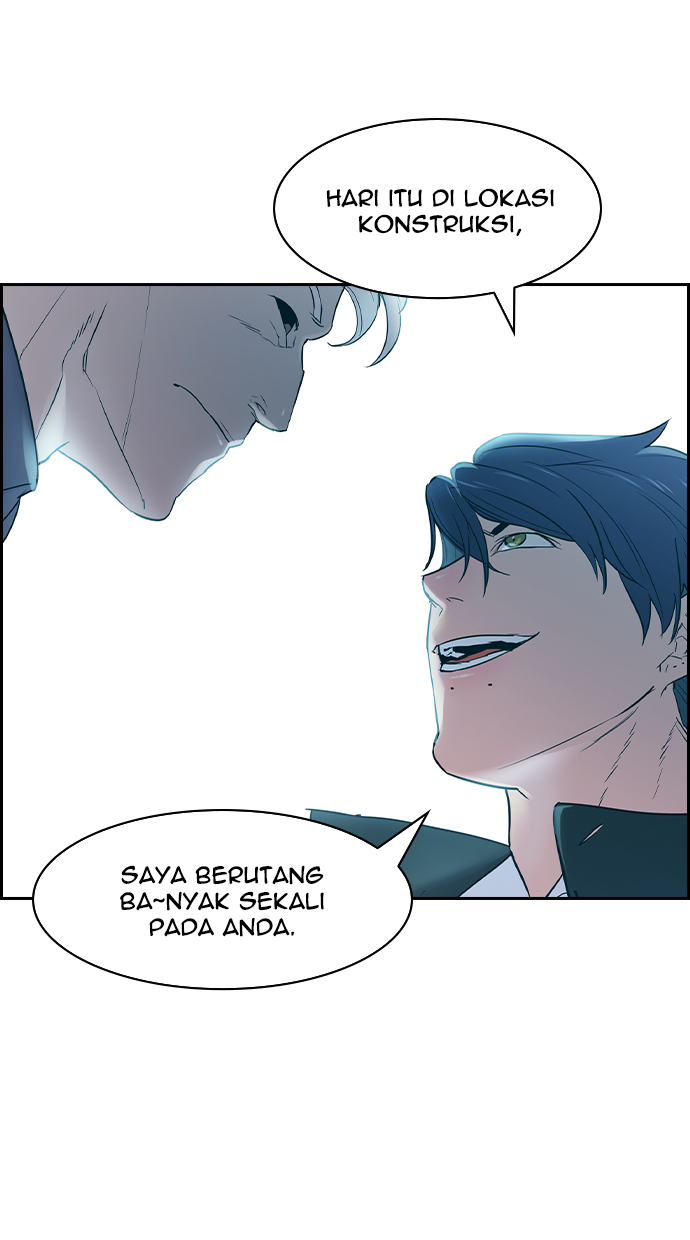 HARI ITU DI LOKASI
KONSTRUKSI,
SAYA BERUTANG
BA~NYAK SEKALI
PADA ANDA.